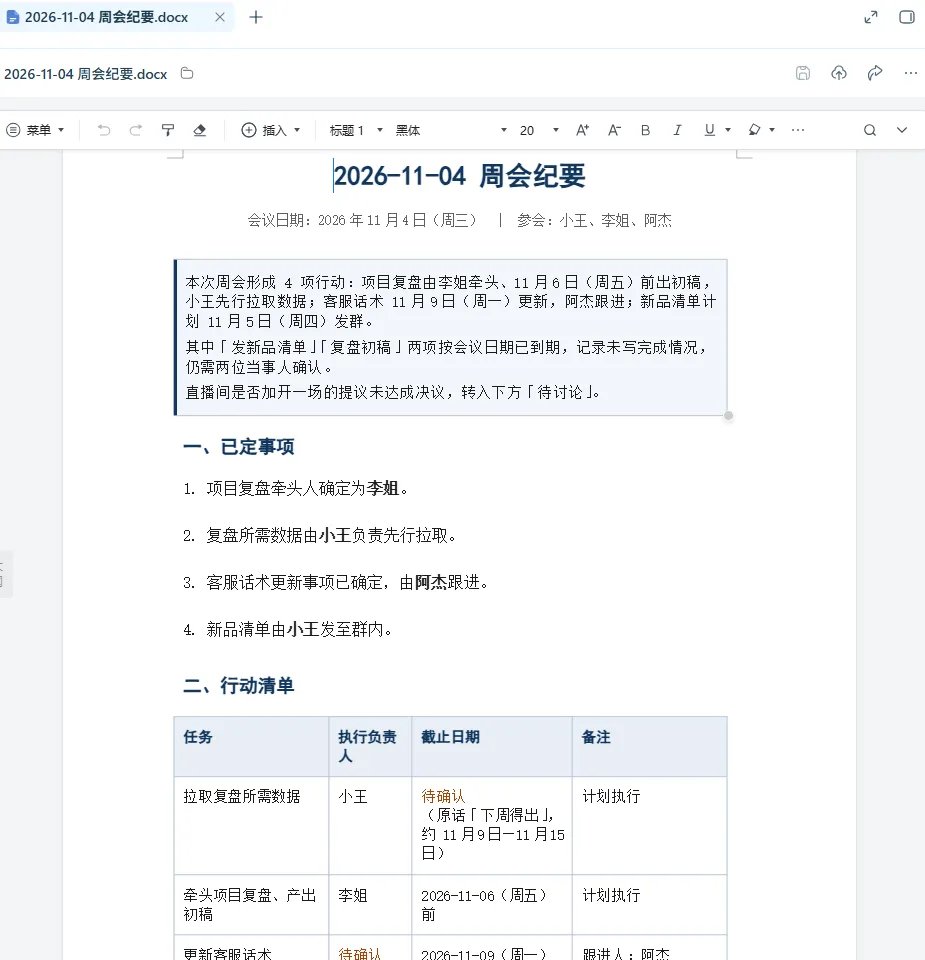 2026-11-04 周会纪要.docx
2026-11-04 周会纪要.docx
菜单
插入
标题 1
黑体
20
A+
A-
B
I
U
2026-11-04 周会纪要
会议日期：2026 年 11 月 4 日（周三） | 参会：小王、李姐、阿杰
本次周会形成 4 项行动：项目复盘由李姐牵头、11 月 6 日（周五）前出初稿，
小王先行拉取数据；客服话术 11 月 9 日（周一）更新，阿杰跟进；新品清单计
划 11 月 5 日（周四）发群。
其中「发新品清单」「复盘初稿」两项按会议日期已到期，记录未写完成情况，
仍需两位当事人确认。
直播间是否加开一场的提议未达成决议，转入下方「待讨论」。
一、已定事项
1. 项目复盘牵头人确定为李姐。
2. 复盘所需数据由小王负责先行拉取。
3. 客服话术更新事项已确定，由阿杰跟进。
4. 新品清单由小王发至群内。
二、行动清单
任务
执行负责
人
截止日期
备注
拉取复盘所需数据
小王
待确认
（原话「下周得出」，
约 11 月 9 日—11 月 15
日）
计划执行
牵头项目复盘、产出
初稿
李姐
2026-11-06（周五）
前
计划执行
更新客服话术
待确认
2026-11-09（周一）
跟进人：阿杰